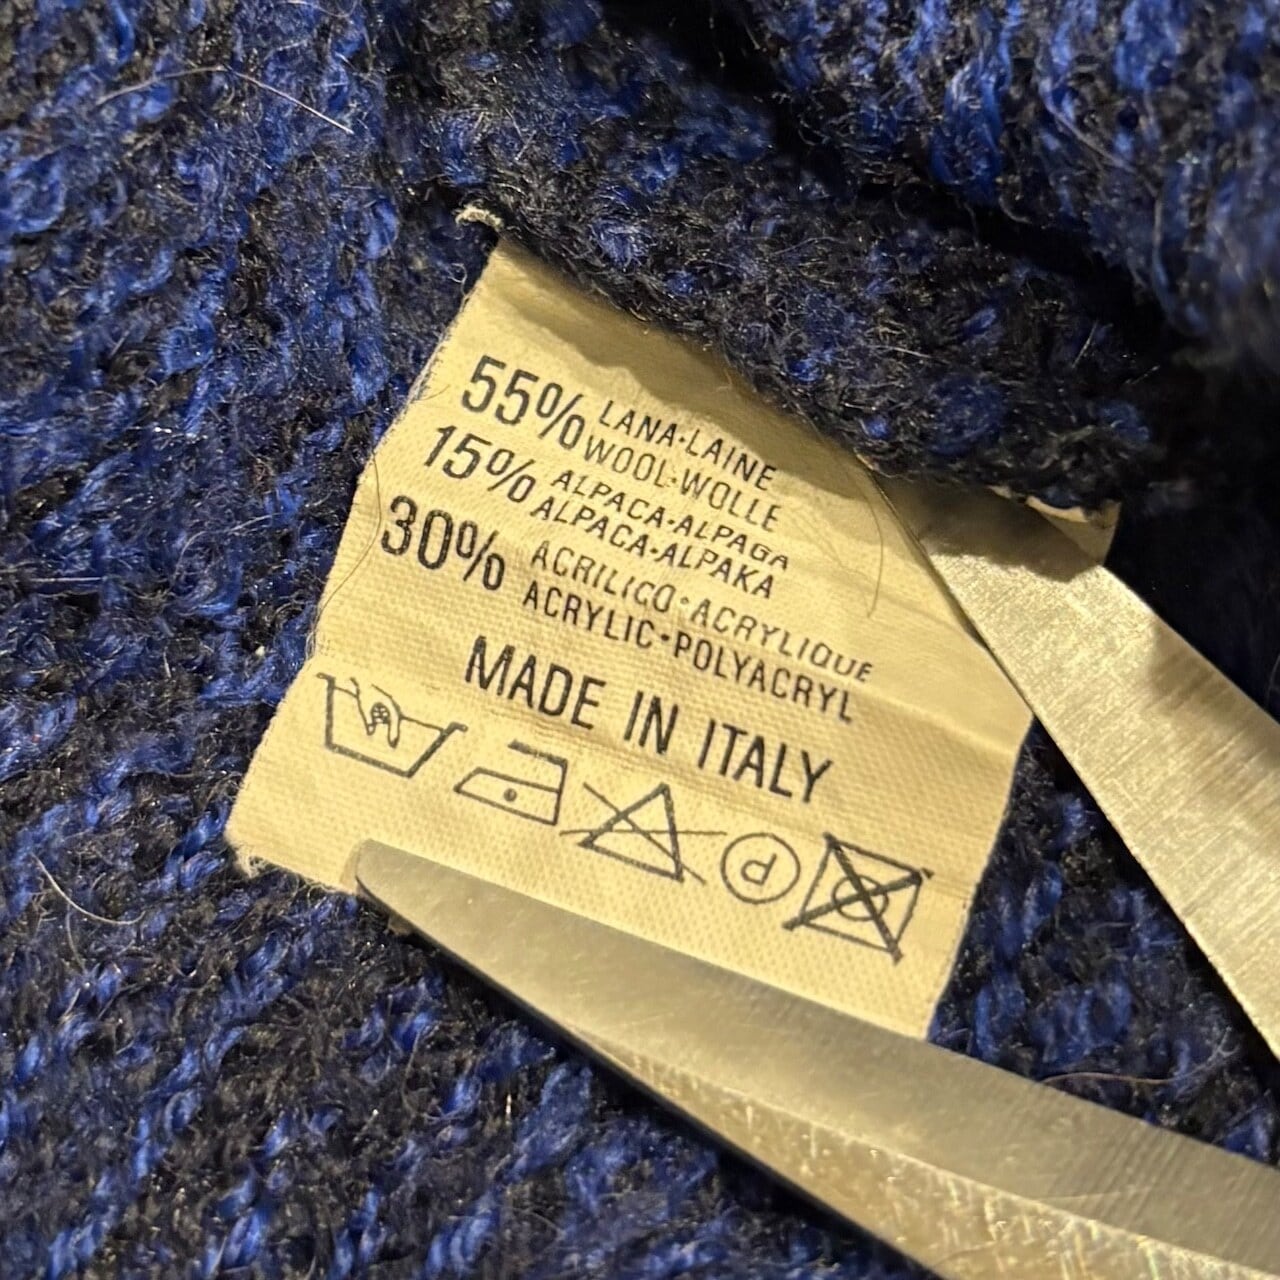 55% LANA•LAINE
WOOL•WOLLE
15% ALPACA•ALPAGA
ALPACA•ALPAKA
30% ACRILICO•ACRYLIQUE
ACRYLIC•POLYACRYL
MADE IN ITALY
P